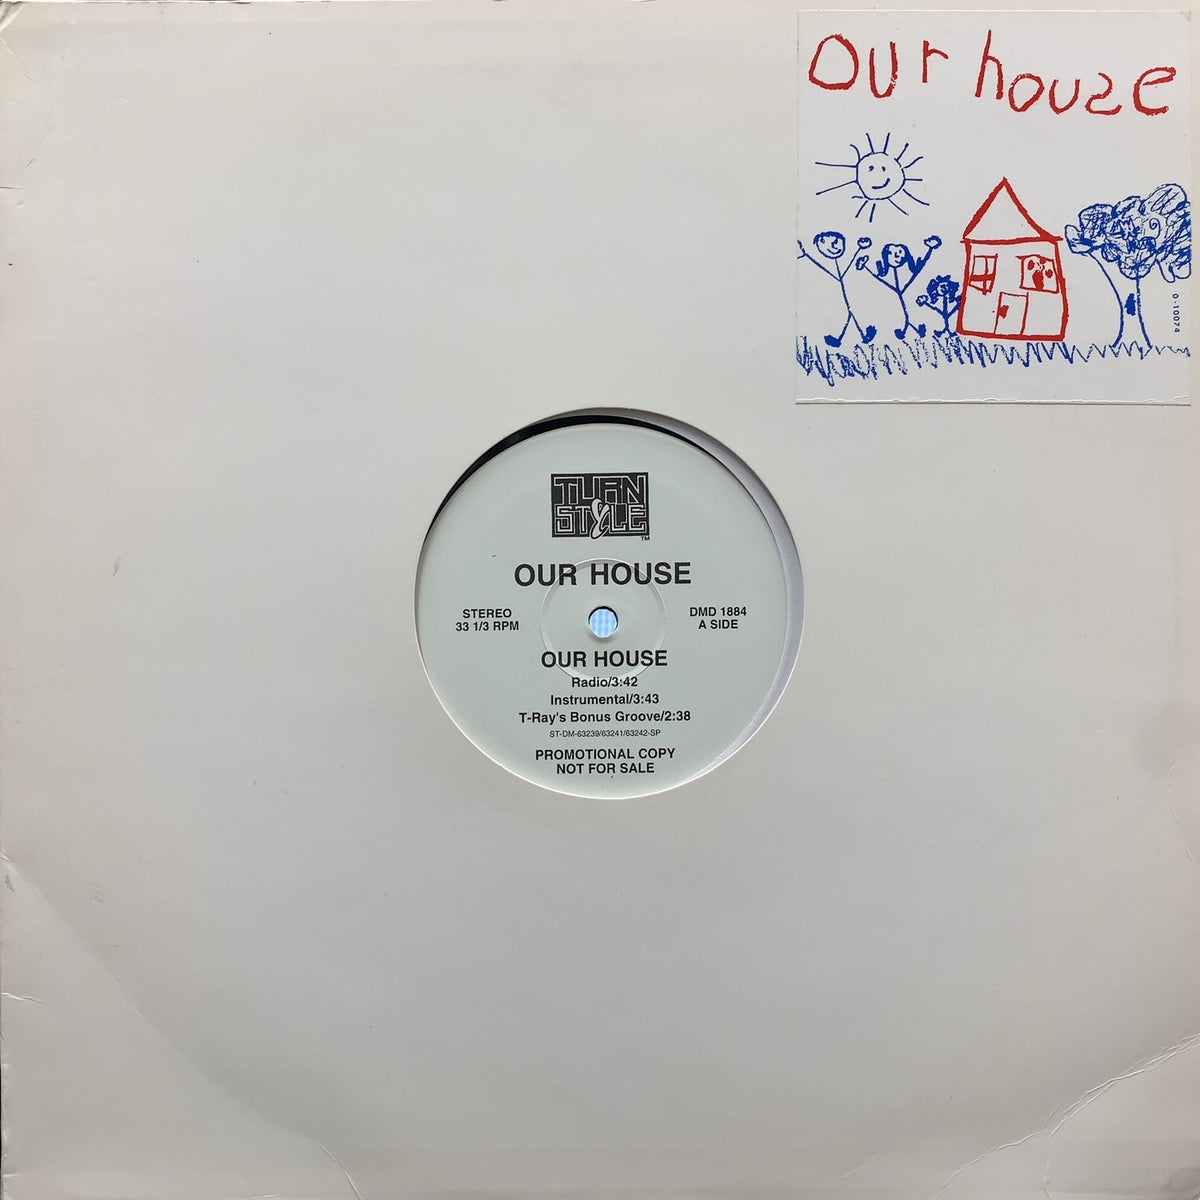 our house
0-10074
TURN
STYLE
TM
OUR HOUSE
STEREO
33 1/3 RPM
DMD 1884
A SIDE
OUR HOUSE
Radio/3:42
Instrumental/3:43
T-Ray's Bonus Groove/2:38
ST-DM-63239/63241/63242-SP
PROMOTIONAL COPY
NOT FOR SALE